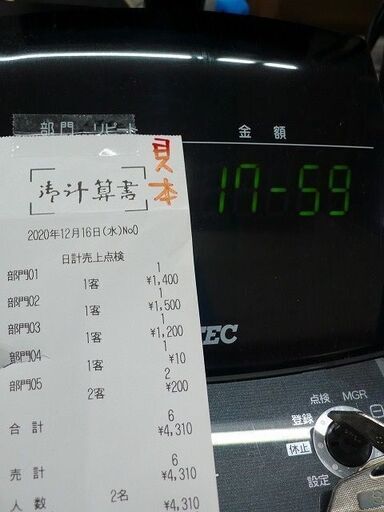 部門 リピート
金 額
17-59
見本
御計算書
2020年12月16日(水)No0
日計売上点検
部門01 1
1客 ¥1,400
部門02 1
1客 ¥1,500
部門03 1
1客 ¥1,200
部門04 1
1客 ¥10
部門05 2
2客 ¥200
6
合 計 ¥4,310
6
売 計 ¥4,310
人 数 2名
¥4,310
TEC
点検
MGR
登録
休止
設定